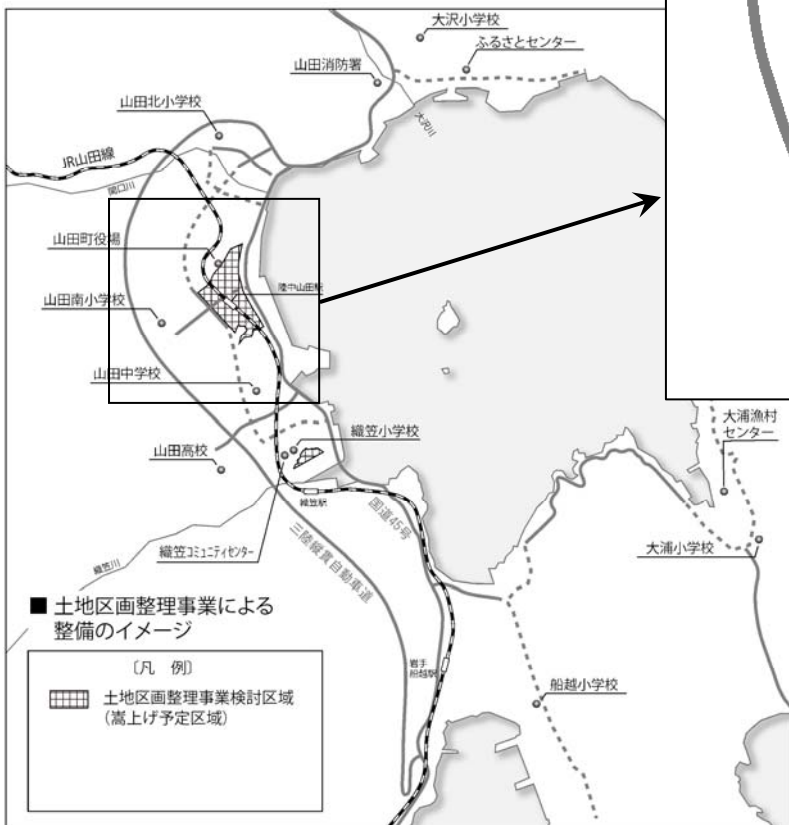 大沢小学校
ふるさとセンター
山田消防署
山田北小学校
大沢川
JR山田線
関口川
山田町役場
陸中山田駅
山田南小学校
山田中学校
大浦漁村
センター
織笠小学校
山田高校
織笠駅
国道45号
織笠コミュニティセンター
三陸縦貫自動車道
大浦小学校
織笠川
■ 土地区画整理事業による
整備のイメージ
〔凡 例〕
土地区画整理事業検討区域
(嵩上げ予定区域)
岩手
船越駅
船越小学校